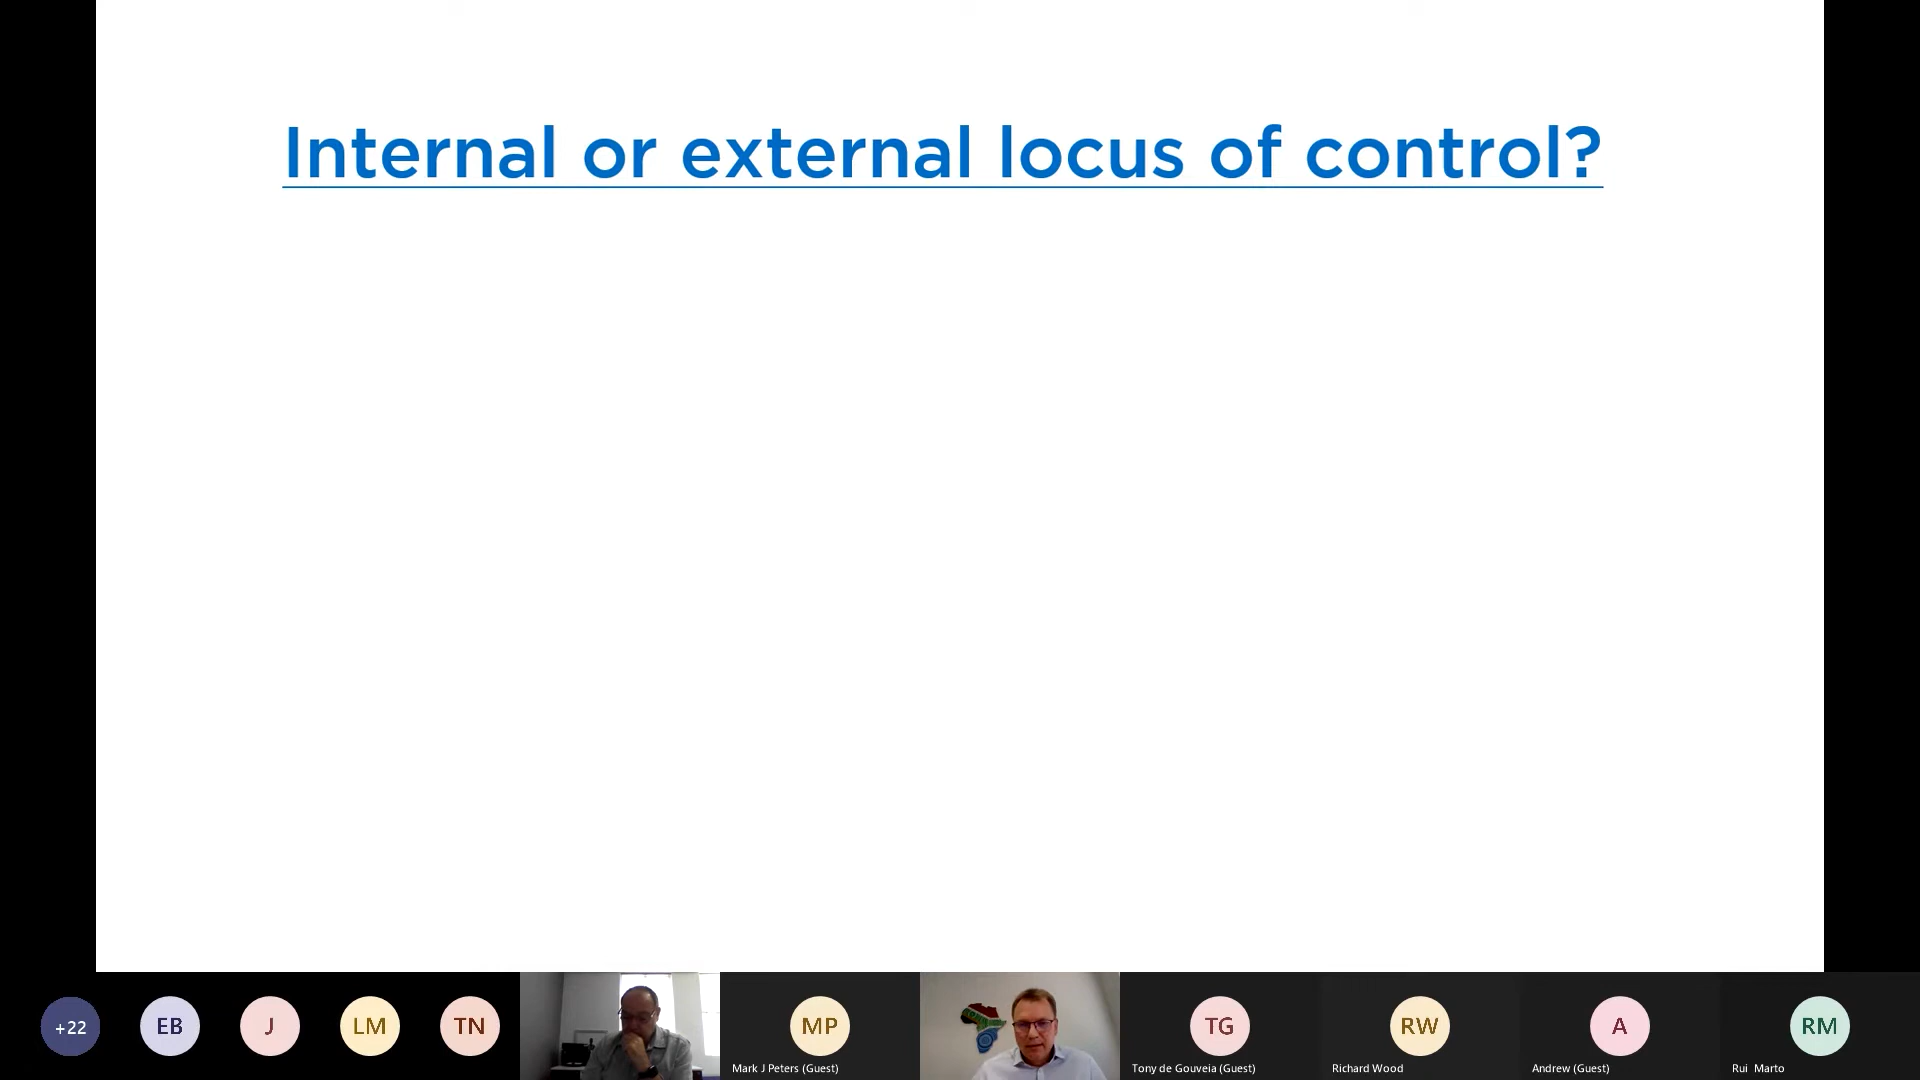 Internal or external locus of control?
+22
EB
J
LM
TN
MP
Mark J Peters (Guest)
TG
Tony de Gouveia (Guest)
RW
Richard Wood
A
Andrew (Guest)
RM
Rui Marto